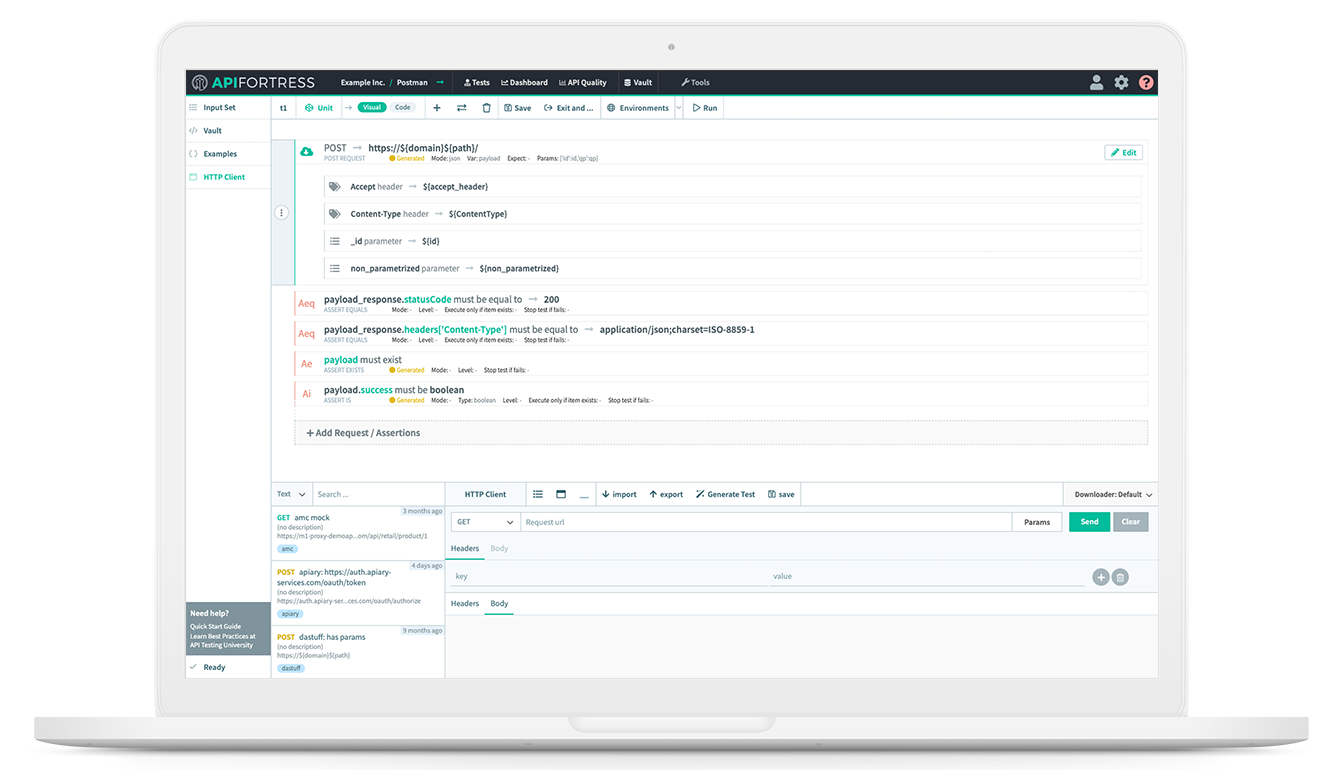 APIFORTRESS Example Inc. / Postman → Tests Dashboard API Quality Vault Tools ?
Input Set
Vault
Examples
HTTP Client
t1 Unit → Visual Code + Save Exit and ... Environments Run
POST → https://${domain}${path}/
POST REQUEST Generated Mode: json Var: payload Expect: - Params: ['id':id,'qp':qp]
Edit
Accept header → ${accept_header}
Content-Type header → ${ContentType}
_id parameter → ${id}
non_parametrized parameter → ${non_parametrized}
Aeq payload_response.statusCode must be equal to → 200
ASSERT EQUALS Mode: - Level: - Execute only if item exists: - Stop test if fails: -
Aeq payload_response.headers['Content-Type'] must be equal to → application/json;charset=ISO-8859-1
ASSERT EQUALS Mode: - Level: - Execute only if item exists: - Stop test if fails: -
Ae payload must exist
ASSERT EXISTS Generated Mode: - Level: - Stop test if fails: -
Ai payload.success must be boolean
ASSERT IS Generated Mode: - Type: boolean Level: - Execute only if item exists: - Stop test if fails: -
+ Add Request / Assertions
Text Search ...
3 months ago
GET amc mock
(no description)
https://m1-proxy-demoap...om/api/retail/product/1
amc
4 days ago
POST apiary: https://auth.apiary-
services.com/oauth/token
(no description)
https://auth.apiary-ser...ces.com/oauth/authorize
apiary
9 months ago
POST dastuff: has params
(no description)
https://${domain}${path}
dastuff
HTTP Client import export Generate Test save Downloader: Default
GET Request url Params Send Clear
Headers Body
key value
Headers Body
Need help?
Quick Start Guide
Learn Best Practices at
API Testing University
Ready